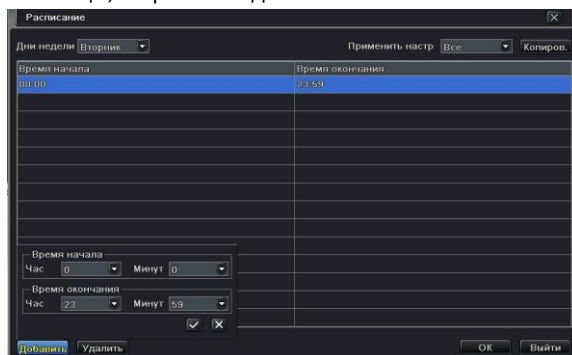 Расписание
Дни недели Вторник Применить настр Все Копиров.
Время начала Время окончания
00:00 23:59
Время начала
Час 0 Минут 0
Время окончания
Час 23 Минут 59
Добавить Удалить OK Выйти